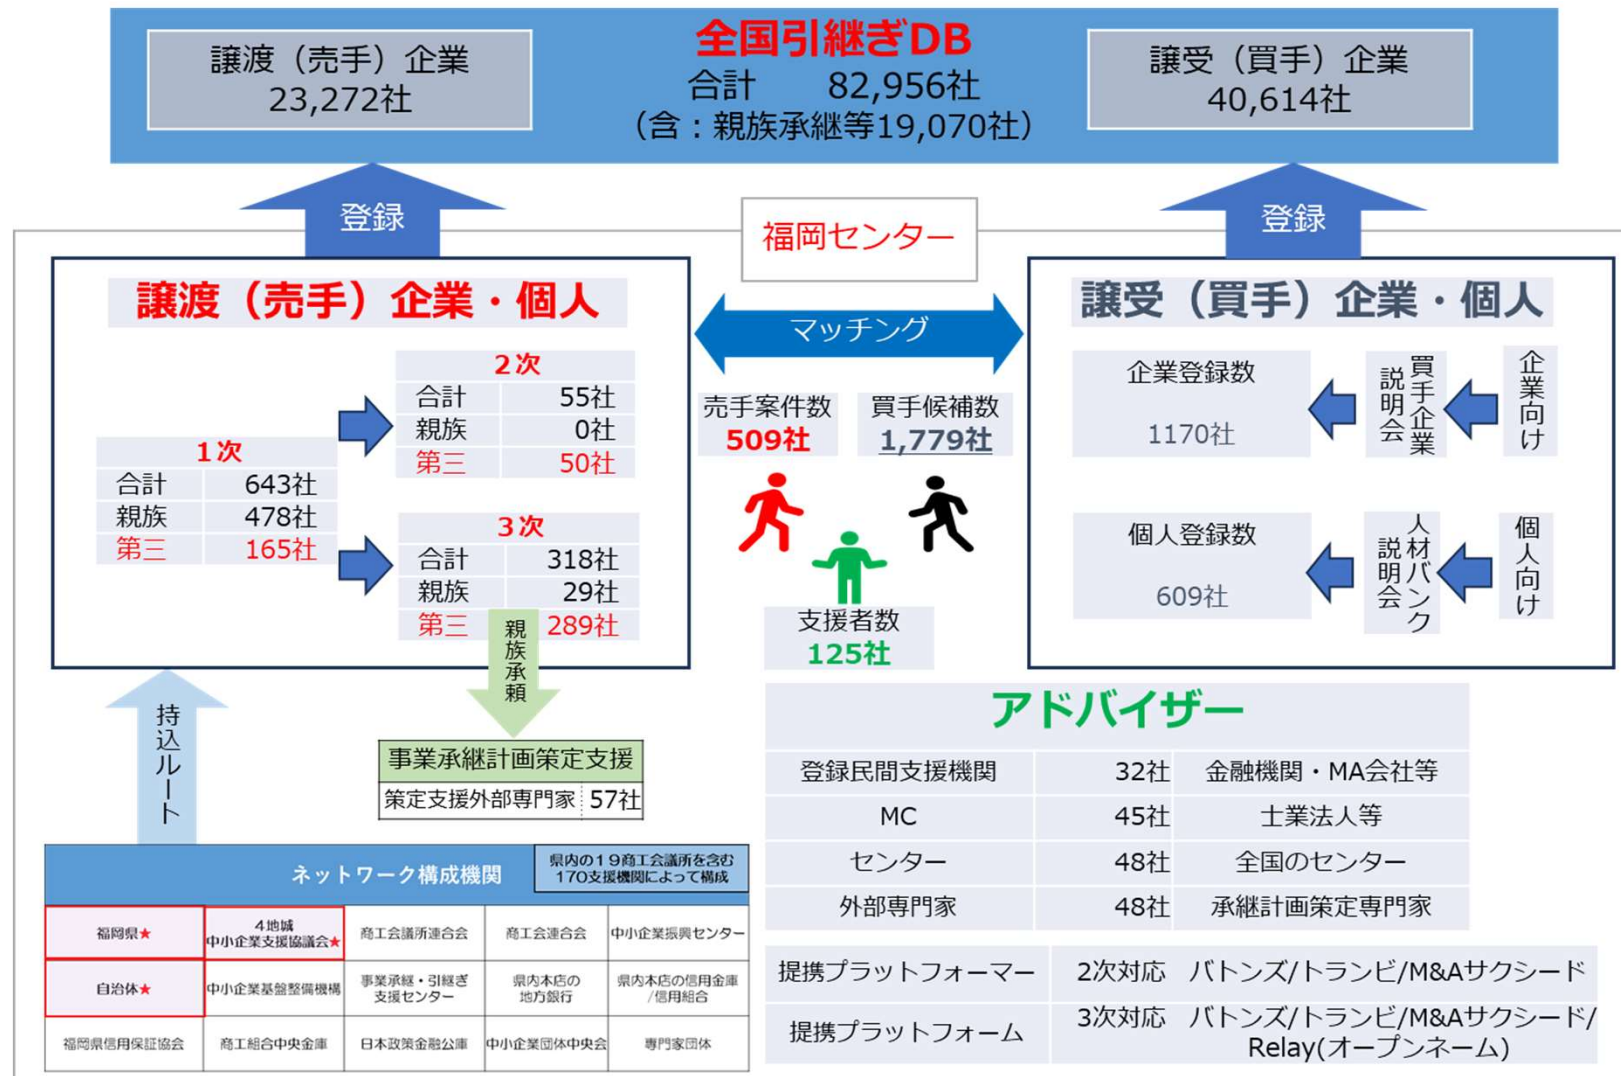 全国引継ぎDB
合計 82,956社
（含：親族承継等19,070社）
譲渡（売手）企業
23,272社
譲受（買手）企業
40,614社
登録
登録
福岡センター
譲渡（売手）企業・個人
1次
合計 643社
親族 478社
第三 165社
2次
合計 55社
親族 0社
第三 50社
3次
合計 318社
親族 29社
第三 289社
マッチング
売手案件数
509社
買手候補数
1,779社
支援者数
125社
譲受（買手）企業・個人
企業登録数
1170社
買手企業
説明会
企業向け
個人登録数
609社
人材バンク
説明会
個人向け
持込ルート
親族承頼
事業承継計画策定支援
策定支援外部専門家 57社
アドバイザー
登録民間支援機関 32社 金融機関・MA会社等
MC 45社 士業法人等
センター 48社 全国のセンター
外部専門家 48社 承継計画策定専門家
提携プラットフォーマー 2次対応 バトンズ/トランビ/M&Aサクシード
提携プラットフォーム 3次対応 バトンズ/トランビ/M&Aサクシード/
Relay(オープンネーム)
ネットワーク構成機関
県内の19商工会議所を含む
170支援機関によって構成
福岡県★
4地城
中小企業支援協議会★
商工会議所連合会
商工会連合会
中小企業振興センター
自治体★
中小企業基盤整備機構
事業承継・引継ぎ
支援センター
県内本店の
地方銀行
県内本店の信用金庫
/信用組合
福岡県信用保証協会
商工組合中央金庫
日本政策金融公庫
中小企業団体中央会
専門家団体